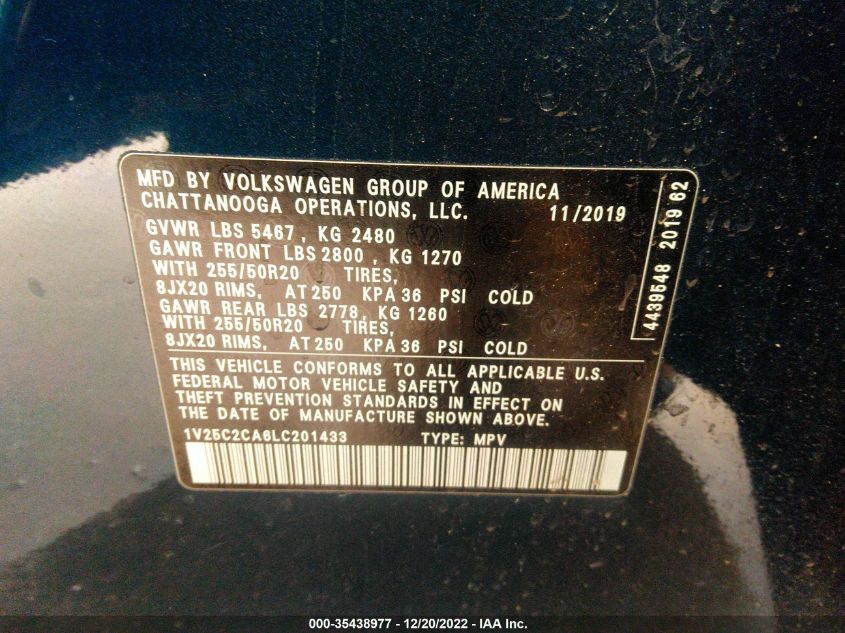 MFD BY VOLKSWAGEN GROUP OF AMERICA
CHATTANOOGA OPERATIONS, LLC. 11/2019
GVWR LBS 5467, KG 2480
GAWR FRONT LBS 2800, KG 1270
WITH 255/50R20 TIRES,
8JX20 RIMS, AT 250 KPA 36 PSI COLD
GAWR REAR LBS 2778, KG 1260
WITH 255/50R20 TIRES,
8JX20 RIMS, AT 250 KPA 36 PSI COLD
THIS VEHICLE CONFORMS TO ALL APPLICABLE U.S.
FEDERAL MOTOR VEHICLE SAFETY AND
THEFT PREVENTION STANDARDS IN EFFECT ON
THE DATE OF MANUFACTURE SHOWN ABOVE.
1V25C2CA6LC201433 TYPE: MPV
4439548 2019 62
000-35438977 - 12/20/2022 - IAA Inc.